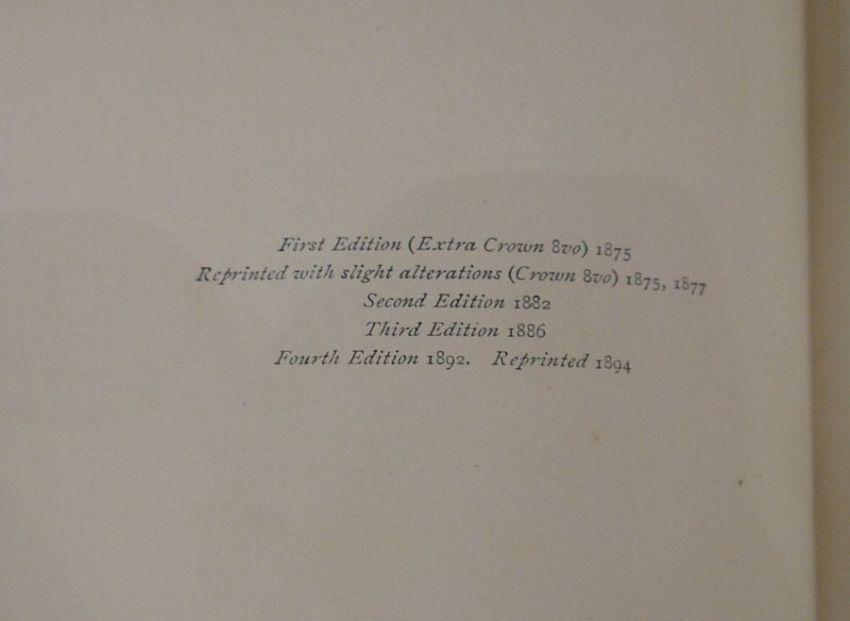 First Edition (Extra Crown 8vo) 1875
Reprinted with slight alterations (Crown 8vo) 1875, 1877
Second Edition 1882
Third Edition 1886
Fourth Edition 1892. Reprinted 1894